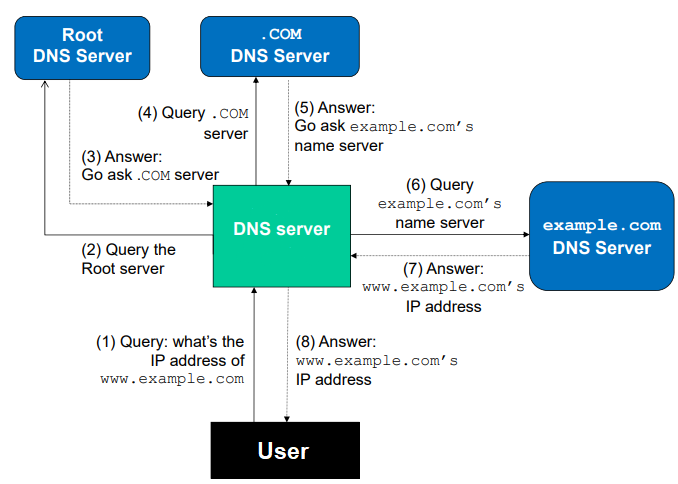 Root
DNS Server
.COM
DNS Server
(4) Query .COM
server
(5) Answer:
Go ask example.com's
name server
(3) Answer:
Go ask .COM server
(6) Query
example.com's
name server
DNS server
example.com
DNS Server
(2) Query the
Root server
(7) Answer:
www.example.com's
IP address
(1) Query: what's the
IP address of
www.example.com
(8) Answer:
www.example.com's
IP address
User